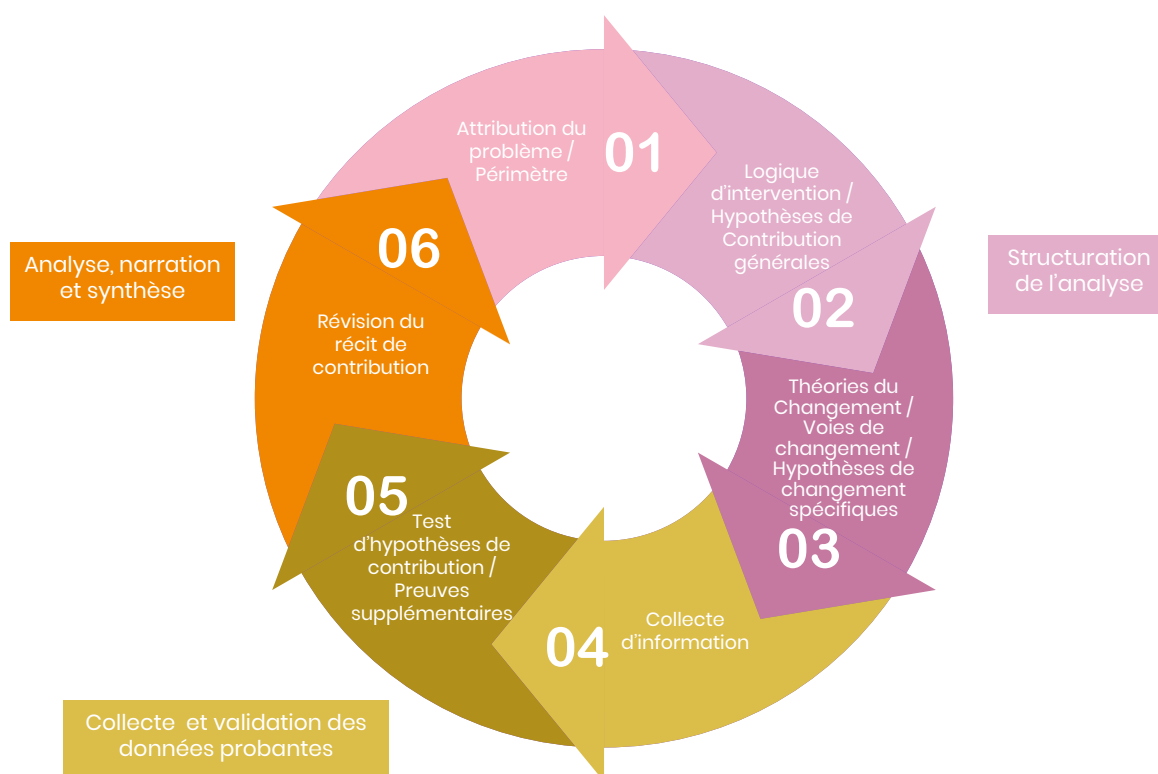 Attribution du
problème /
Périmètre
01
Logique
d'intervention /
Hypothèses de
Contribution
générales
02
Structuration
de l'analyse
Théories du
Changement /
Voies de
changement /
Hypothèses de
changement
spécifiques
03
Collecte
d'information
04
Test
d'hypothèses de
contribution /
Preuves
supplémentaires
05
Collecte et validation des
données probantes
Révision du
récit de
contribution
06
Analyse, narration
et synthèse